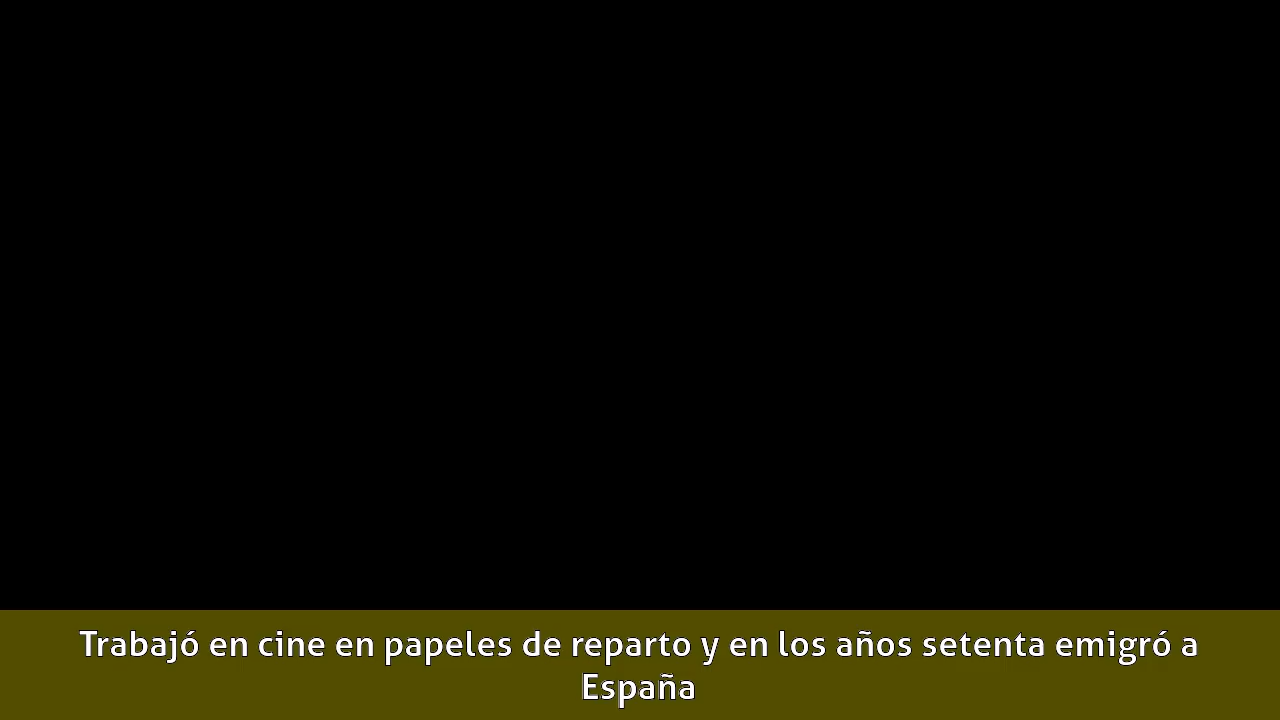 Trabajó en cine en papeles de reparto y en los años setenta emigró a
España